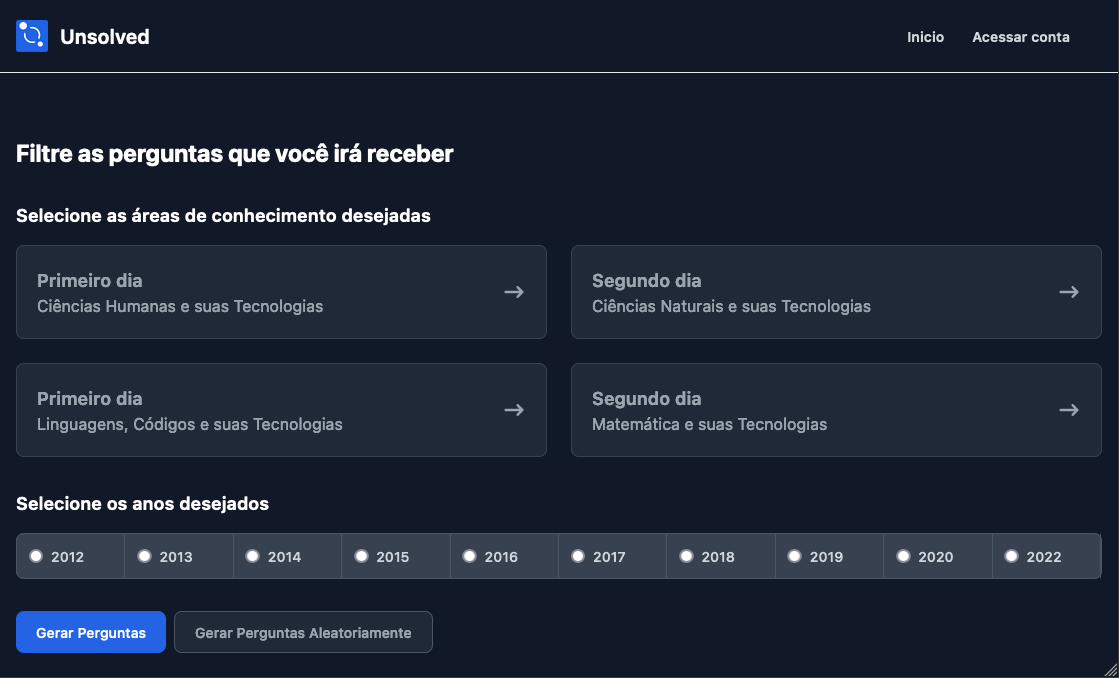 Unsolved
Inicio
Acessar conta
Filtre as perguntas que você irá receber
Selecione as áreas de conhecimento desejadas
Primeiro dia
Ciências Humanas e suas Tecnologias
Segundo dia
Ciências Naturais e suas Tecnologias
Primeiro dia
Linguagens, Códigos e suas Tecnologias
Segundo dia
Matemática e suas Tecnologias
Selecione os anos desejados
2012 2013 2014 2015 2016 2017 2018 2019 2020 2022
Gerar Perguntas
Gerar Perguntas Aleatoriamente